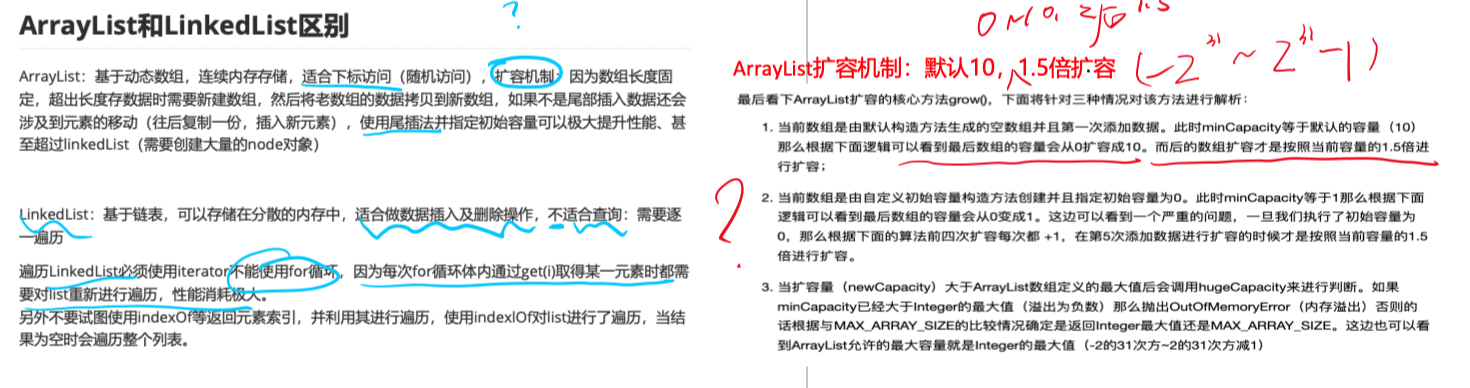 ArrayList和LinkedList区别
?
ArrayList：基于动态数组，连续内存存储，适合下标访问（随机访问），扩容机制：因为数组长度固
定，超出长度存数据时需要新建数组，然后将老数组的数据拷贝到新数组，如果不是尾部插入数据还会
涉及到元素的移动（往后复制一份，插入新元素），使用尾插法并指定初始容量可以极大提升性能、甚
至超过linkedList（需要创建大量的node对象）
LinkedList：基于链表，可以存储在分散的内存中，适合做数据插入及删除操作，不适合查询：需要逐
一遍历
遍历LinkedList必须使用iterator不能使用for循环，因为每次for循环体内通过get(i)取得某一元素时都需
要对list重新进行遍历，性能消耗极大。
另外不要试图使用indexOf等返回元素索引，并利用其进行遍历，使用indexlOf对list进行了遍历，当结
果为空时会遍历整个列表。
ArrayList扩容机制：默认10，1.5倍扩容
(-2^31 ~ 2^31-1)
最后看下ArrayList扩容的核心方法grow()，下面将针对三种情况对该方法进行解析：
1. 当前数组是由默认构造方法生成的空数组并且第一次添加数据。此时minCapacity等于默认的容量（10）
那么根据下面逻辑可以看到最后数组的容量会从0扩容成10。而后的数组扩容才是按照当前容量的1.5倍进
行扩容；
?
2. 当前数组是由自定义初始容量构造方法创建并且指定初始容量为0。此时minCapacity等于1那么根据下面
逻辑可以看到最后数组的容量会从0变成1。这边可以看到一个严重的问题，一旦我们执行了初始容量为
0，那么根据下面的算法前四次扩容每次都 +1，在第5次添加数据进行扩容的时候才是按照当前容量的1.5
倍进行扩容。
3. 当扩容量（newCapacity）大于ArrayList数组定义的最大值后会调用hugeCapacity来进行判断。如果
minCapacity已经大于Integer的最大值（溢出为负数）那么抛出OutOfMemoryError（内存溢出）否则的
话根据与MAX_ARRAY_SIZE的比较情况确定是返回Integer最大值还是MAX_ARRAY_SIZE。这边也可以看
到ArrayList允许的最大容量就是Integer的最大值（-2的31次方~2的31次方减1）